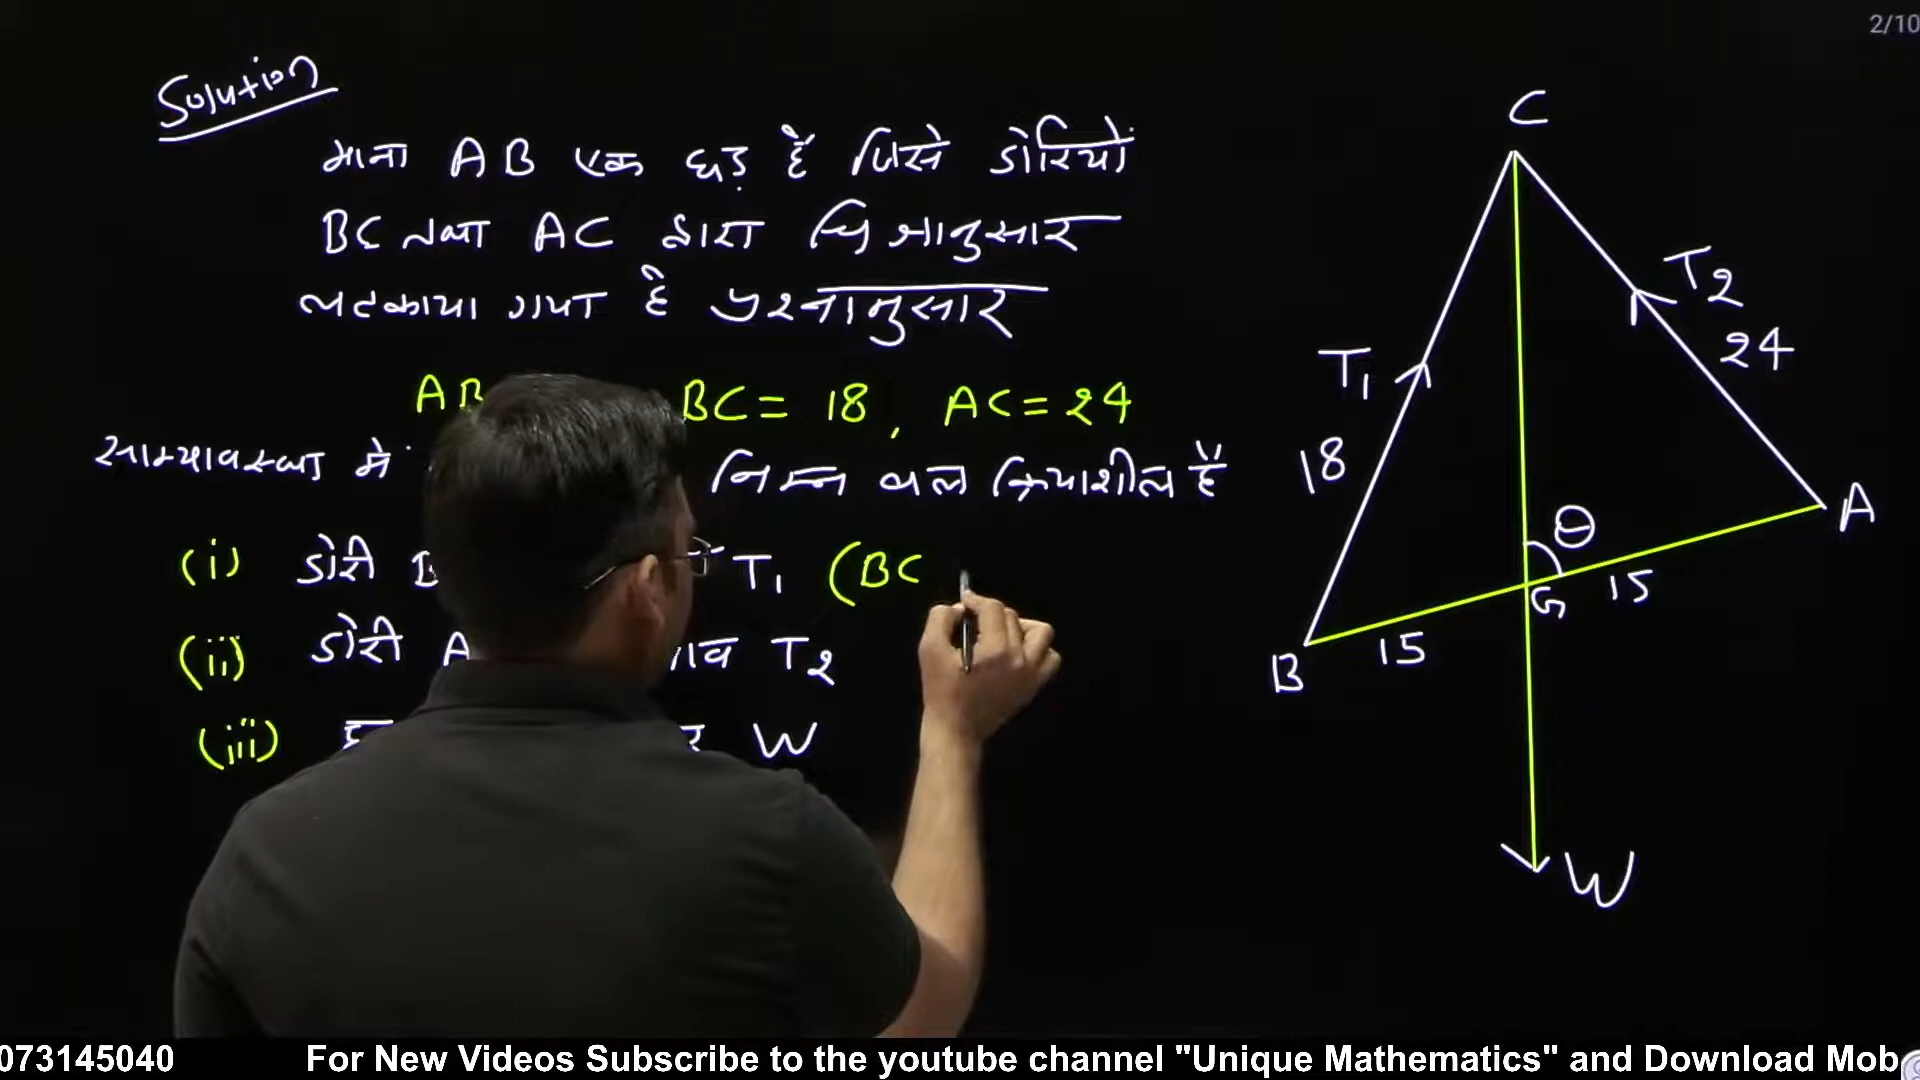 2/10
Solution
माना AB एक छड़ हैं जिसे डोरियों
BC तथा AC द्वारा चित्रानुसार
लटकाया गया है प्रश्नानुसार
AB BC = 18, AC = 24
साम्यावस्था में निम्न बल क्रियाशील हैं
(i) डोरी B T1 (BC
(ii) डोरी A T2
(iii) W
C
T2
24
T1
18
A
θ
G 15
15
B
W
073145040 For New Videos Subscribe to the youtube channel "Unique Mathematics" and Download Mob